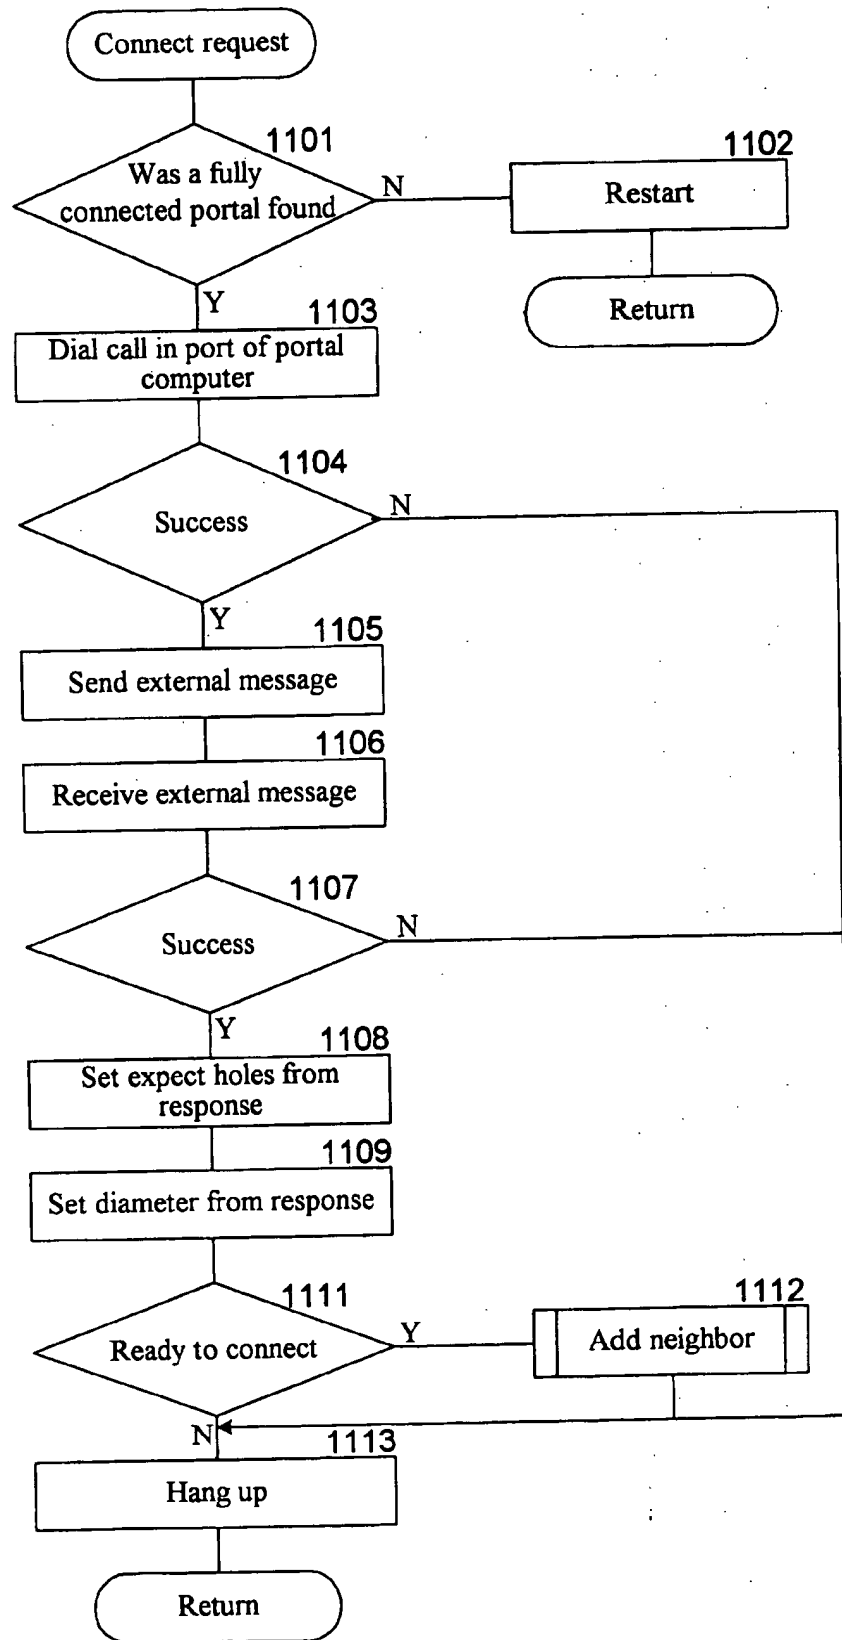 Connect request
1101
Was a fully
connected portal found
N
1102
Restart
Return
Y
1103
Dial call in port of portal
computer
1104
Success
N
Y
1105
Send external message
1106
Receive external message
1107
Success
N
Y
1108
Set expect holes from
response
1109
Set diameter from response
1111
Ready to connect
Y
1112
Add neighbor
N
1113
Hang up
Return